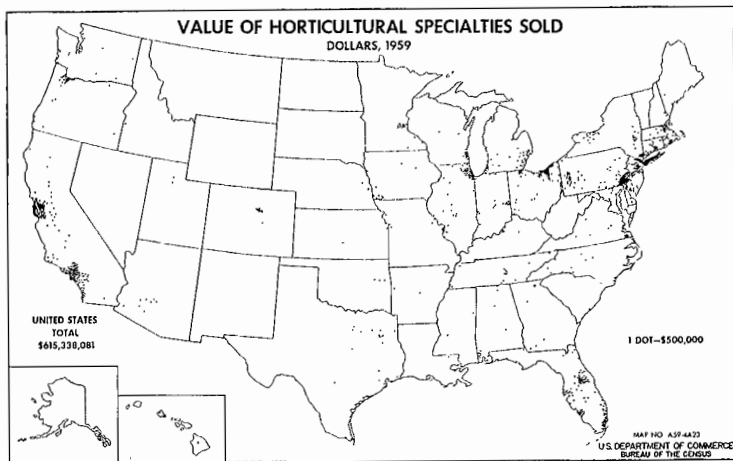 VALUE OF HORTICULTURAL SPECIALTIES SOLD
DOLLARS, 1959
UNITED STATES
TOTAL
$615,338,081
1 DOT—$500,000
MAP NO. A59-4A23
U.S. DEPARTMENT OF COMMERCE
BUREAU OF THE CENSUS